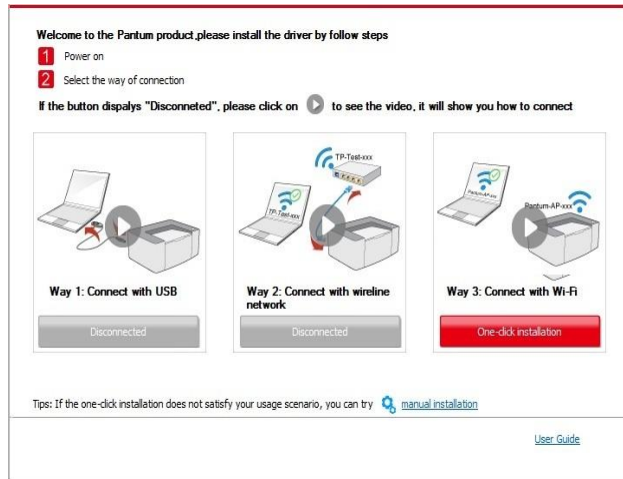 Welcome to the Pantum product,please install the driver by follow steps
1 Power on
2 Select the way of connection
If the button dispalys "Disconneted", please click on to see the video, it will show you how to connect
TP-Test-xxx
TP-Test-xxx
Pantum-AP-xxx
Pantum-AP-xxx
Way 1: Connect with USB
Way 2: Connect with wireline
network
Way 3: Connect with Wi-Fi
Disconnected
Disconnected
One-click installation
Tips: If the one-click installation does not satisfy your usage scenario, you can try manual installation
User Guide